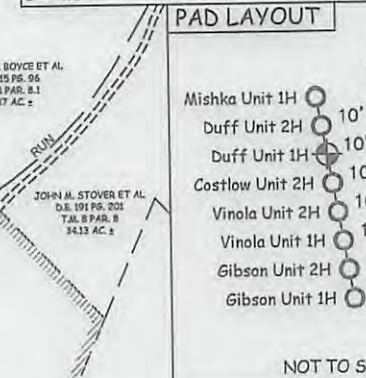 PAD LAYOUT
BOYCE ET AL
15 PG. 96
PAR. 8.1
17 AC. ±
RUN
JOHN M. STOVER ET AL
D.B. 191 PG. 201
T.M. 8 PAR. 8
34.13 AC. ±
Mishka Unit 1H
10'
Duff Unit 2H
10'
Duff Unit 1H
10
Costlow Unit 2H
10
Vinola Unit 2H
1
Vinola Unit 1H
Gibson Unit 2H
Gibson Unit 1H
NOT TO S